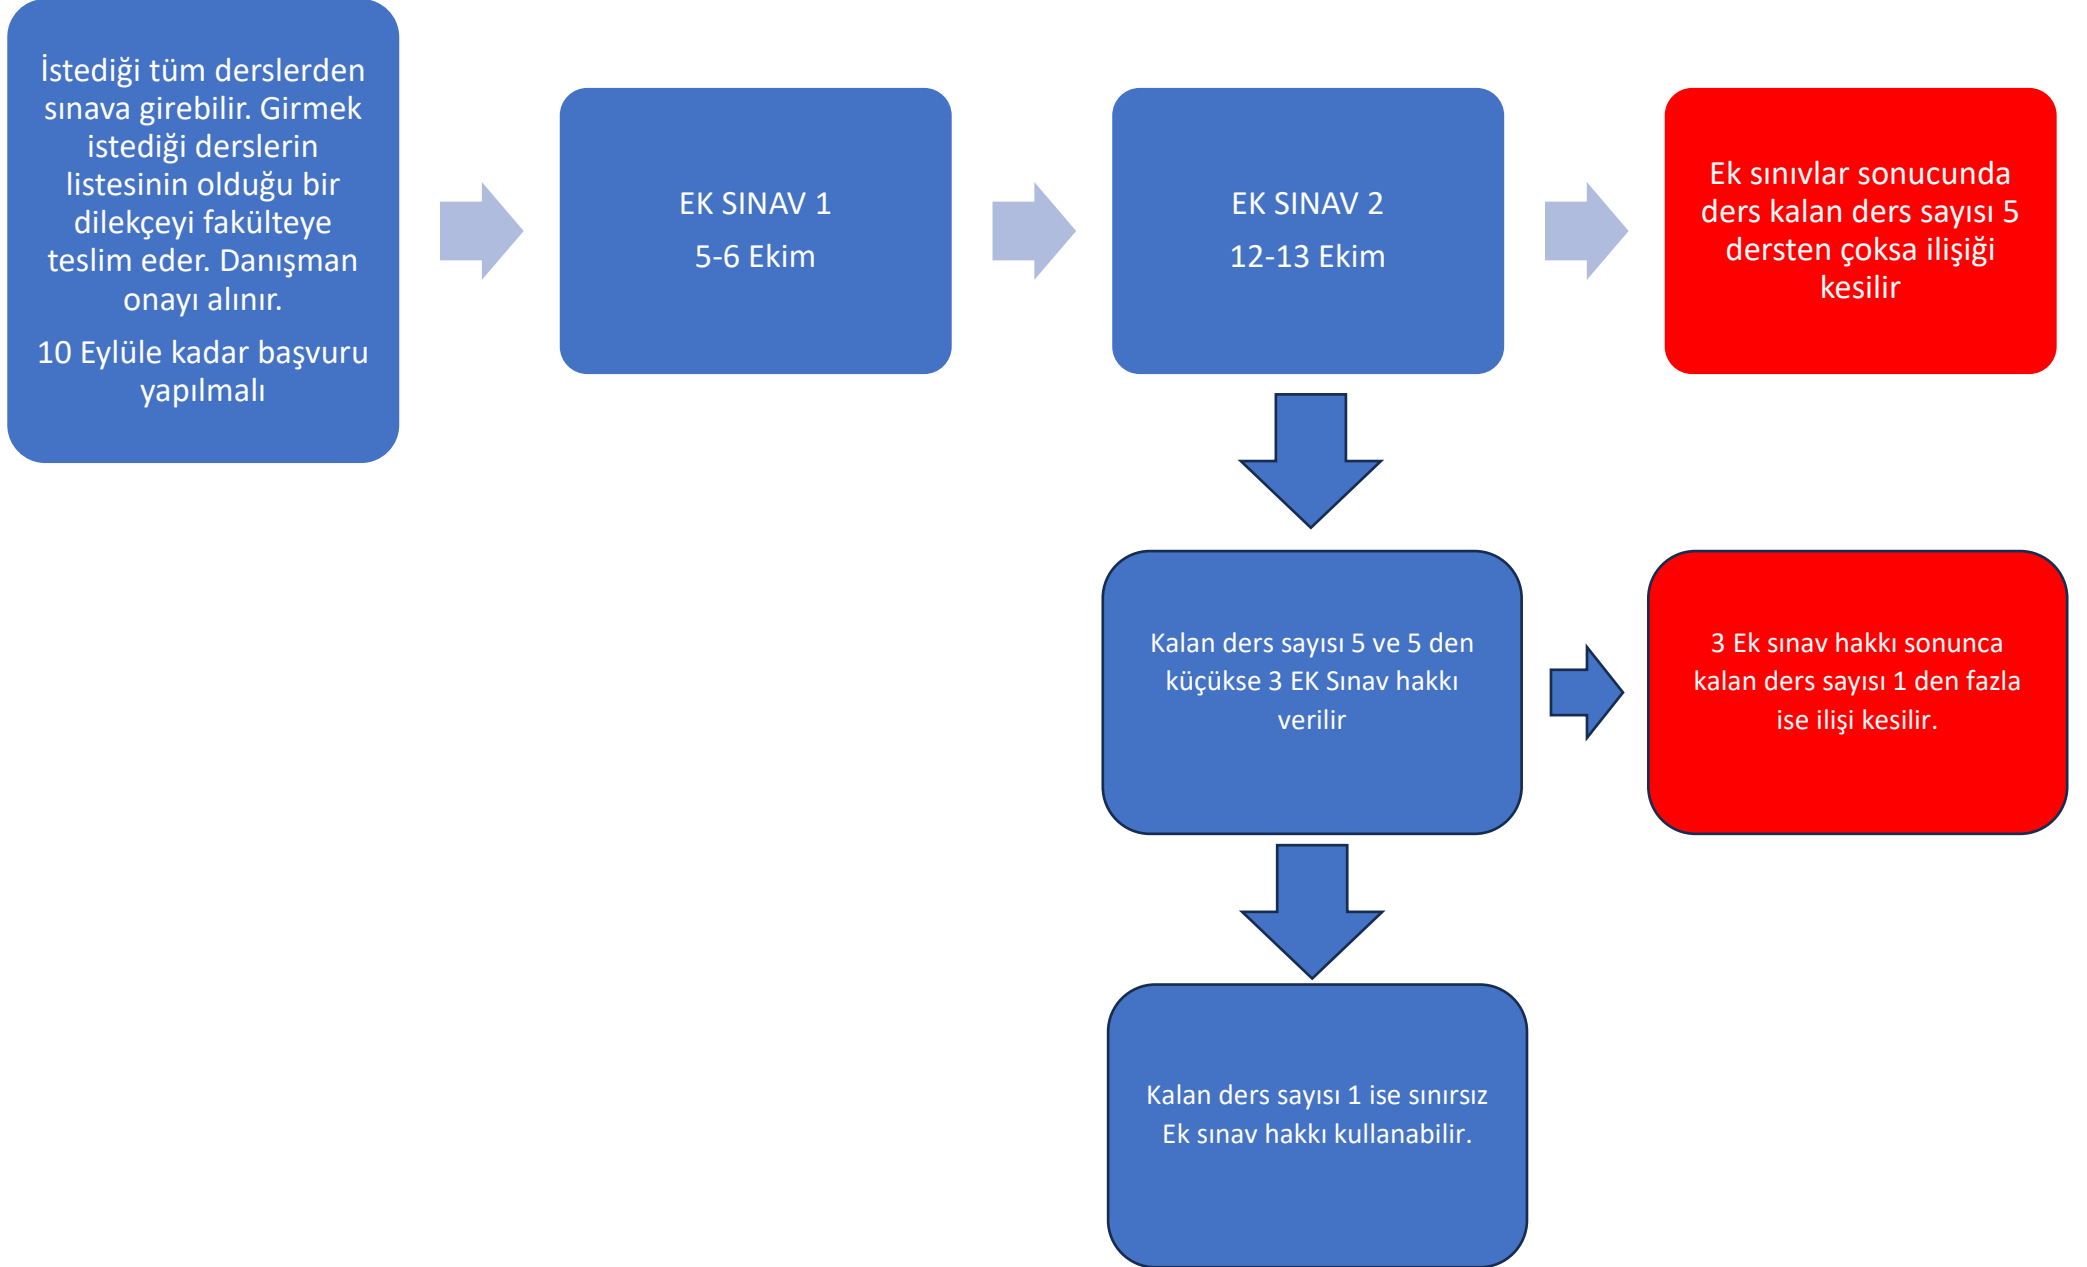 İstediği tüm derslerden
sınava girebilir. Girmek
istediği derslerin
listesinin olduğu bir
dilekçeyi fakülteye
teslim eder. Danışman
onayı alınır.
10 Eylüle kadar başvuru
yapılmalı
EK SINAV 1
5-6 Ekim
EK SINAV 2
12-13 Ekim
Ek sınıvlar sonucunda
ders kalan ders sayısı 5
dersten çoksa ilişiği
kesilir
Kalan ders sayısı 5 ve 5 den
küçükse 3 EK Sınav hakkı
verilir
3 Ek sınav hakkı sonunca
kalan ders sayısı 1 den fazla
ise ilişi kesilir.
Kalan ders sayısı 1 ise sınırsız
Ek sınav hakkı kullanabilir.